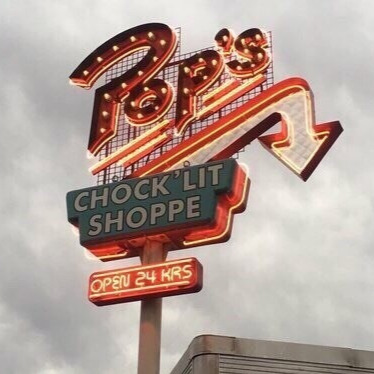 Pop's
CHOCK'LIT
SHOPPE
OPEN 24 HRS